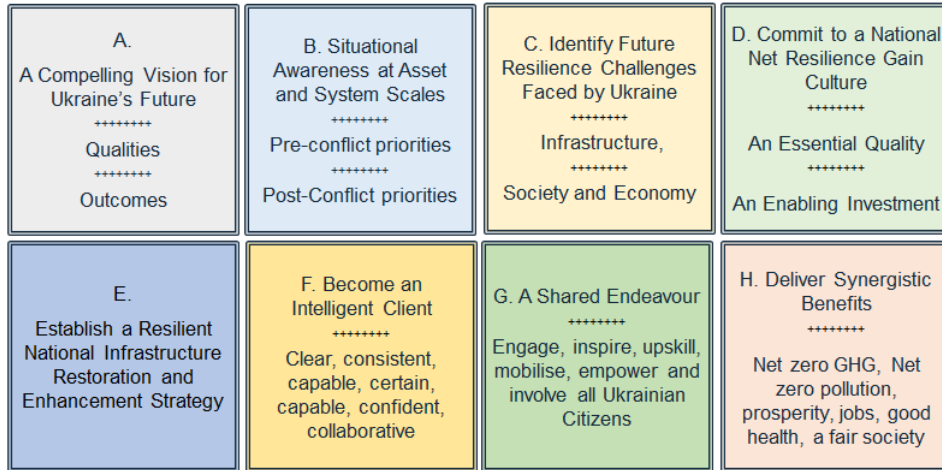 A.
A Compelling Vision for
Ukraine's Future
++++++++
Qualities
++++++++
Outcomes
B. Situational
Awareness at Asset
and System Scales
++++++++
Pre-conflict priorities
++++++++
Post-Conflict priorities
C. Identify Future
Resilience Challenges
Faced by Ukraine
++++++++
Infrastructure,
++++++++
Society and Economy
D. Commit to a National
Net Resilience Gain
Culture
++++++++
An Essential Quality
++++++++
An Enabling Investment
E.
Establish a Resilient
National Infrastructure
Restoration and
Enhancement Strategy
F. Become an
Intelligent Client
++++++++
Clear, consistent,
capable, certain,
capable, confident,
collaborative
G. A Shared Endeavour
++++++++
Engage, inspire, upskill,
mobilise, empower and
involve all Ukrainian
Citizens
H. Deliver Synergistic
Benefits
++++++++
Net zero GHG, Net
zero pollution,
prosperity, jobs, good
health, a fair society